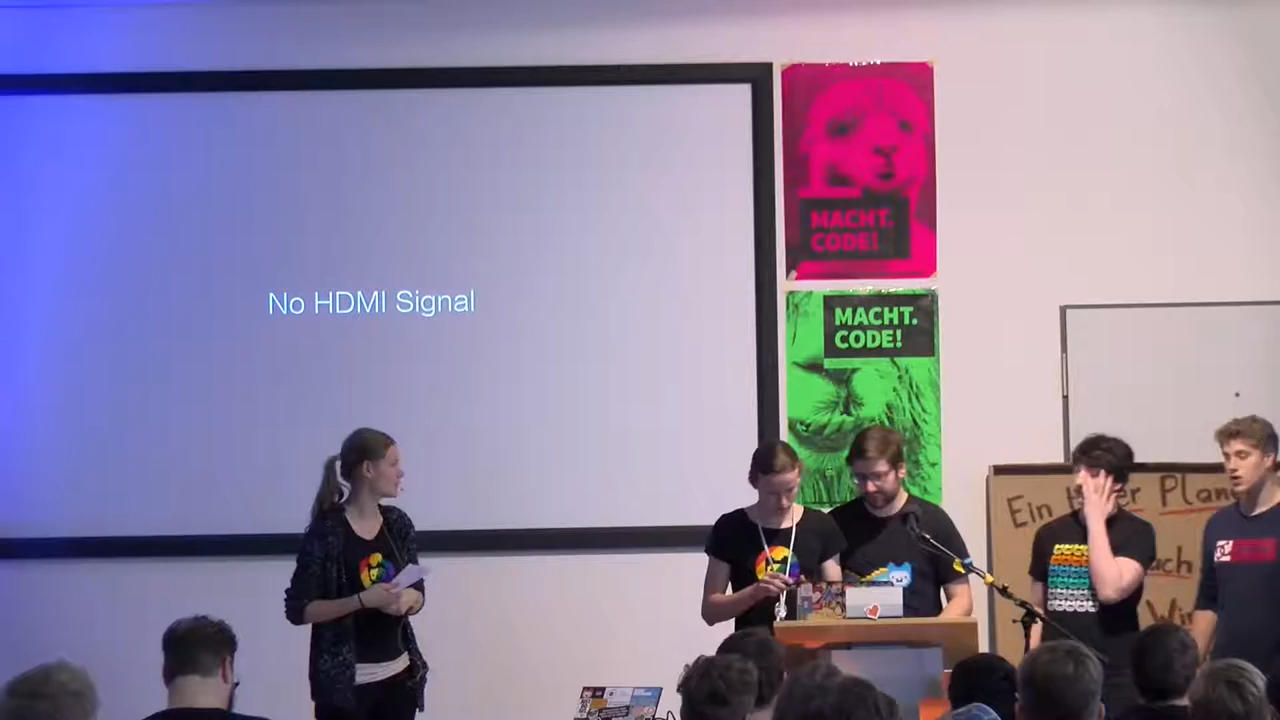 No HDMI Signal
MACHT.
CODE!
MACHT.
CODE!
Ein
Plan